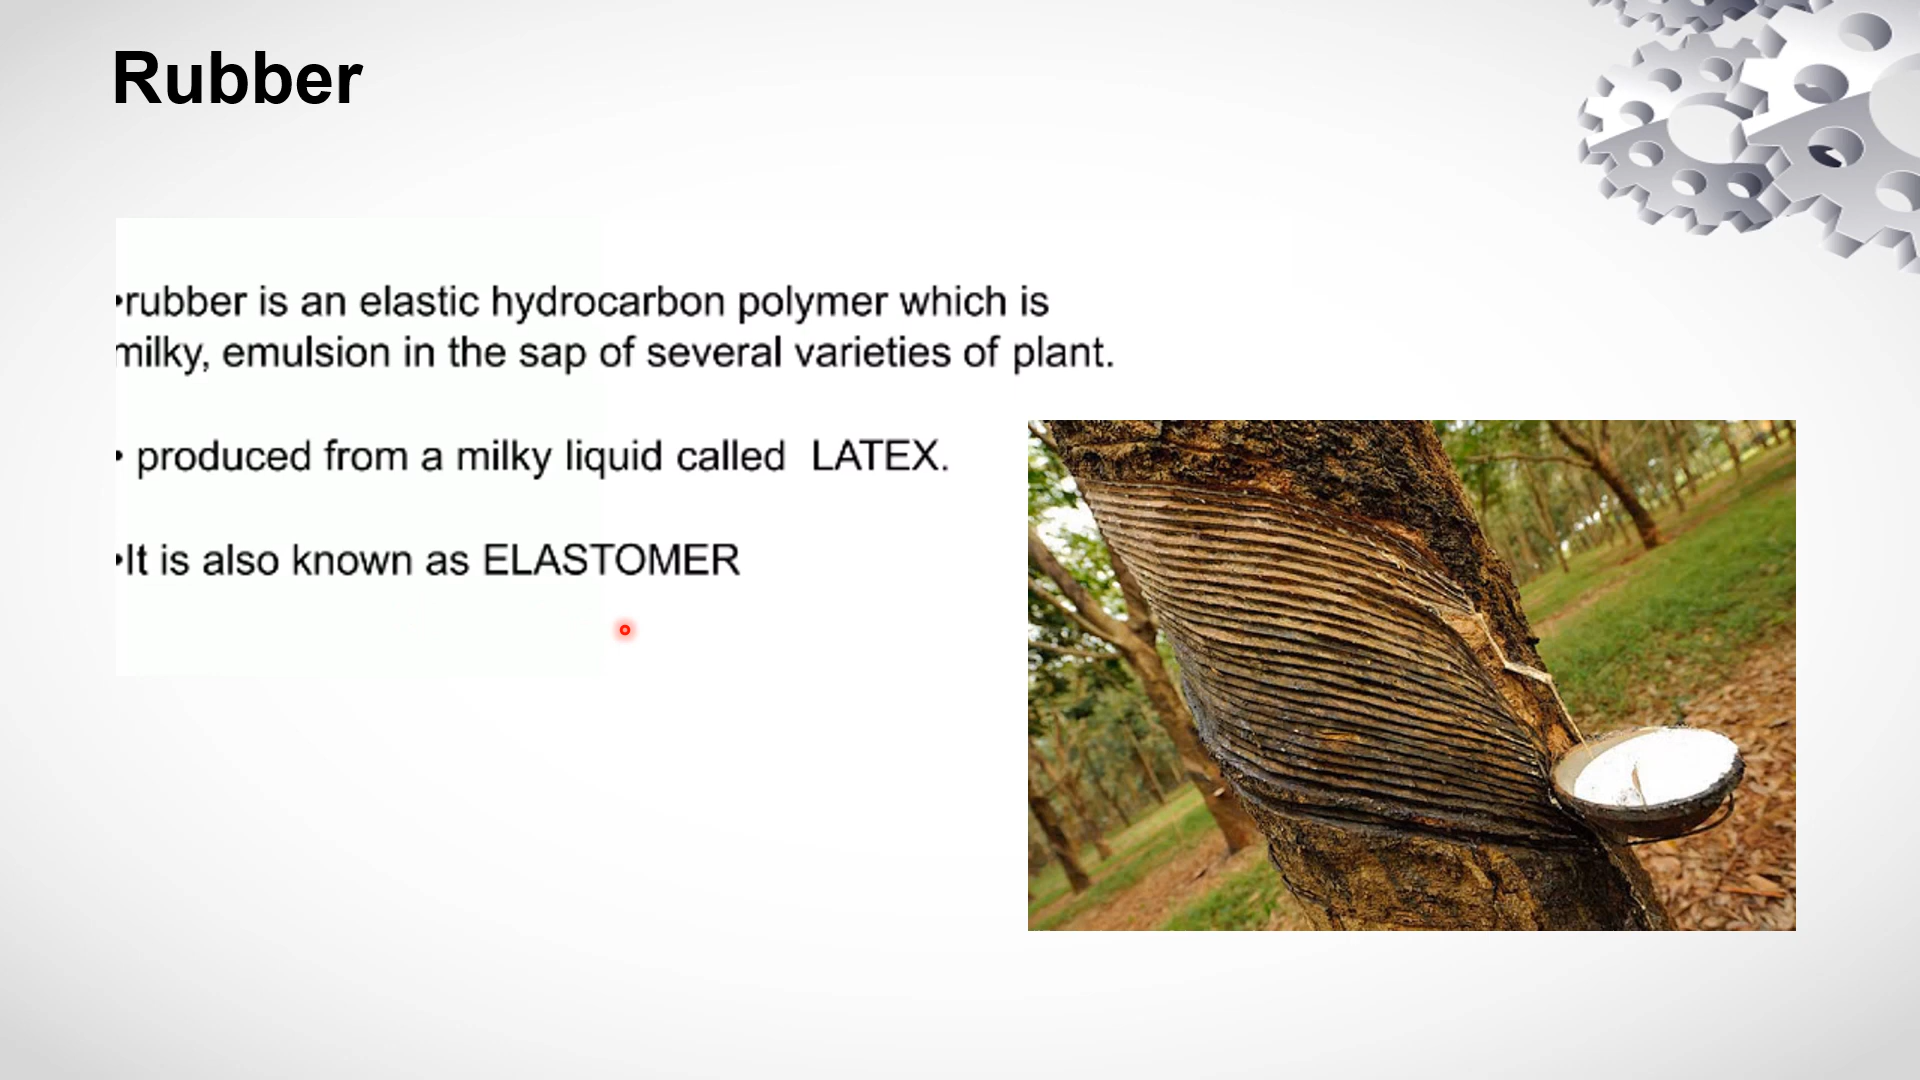 Rubber
•rubber is an elastic hydrocarbon polymer which is
milky, emulsion in the sap of several varieties of plant.
• produced from a milky liquid called LATEX.
•It is also known as ELASTOMER